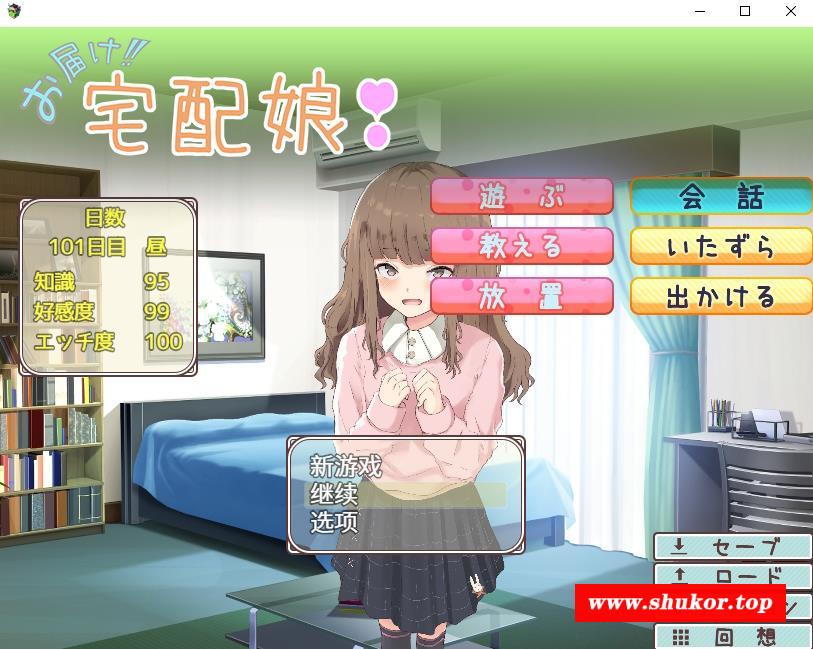 お届け!!
宅配娘!
日数
101日目 昼
知識 95
好感度 99
エッチ度 100
遊ぶ
会話
教える
いたずら
放置
出かける
新游戏
继续
选项
セーブ
ロード
ン
回想
www.shukor.top